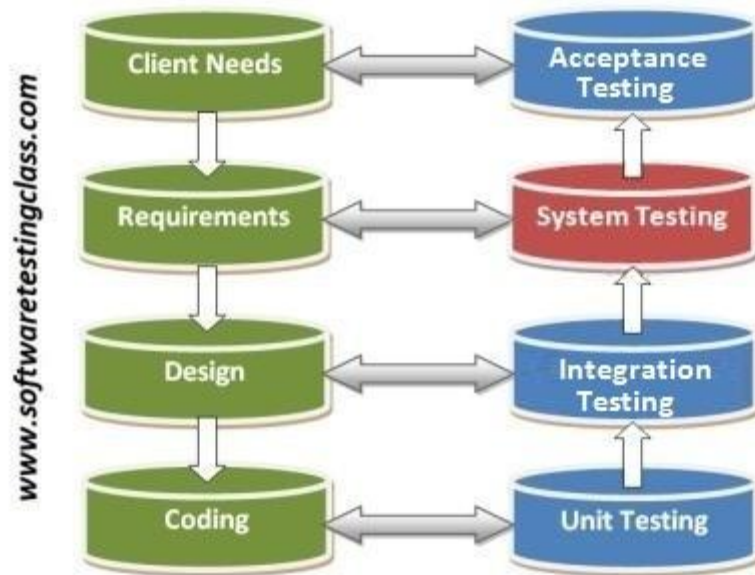 www.softwaretestingclass.com
Client Needs
Acceptance
Testing
Requirements
System Testing
Design
Integration
Testing
Coding
Unit Testing